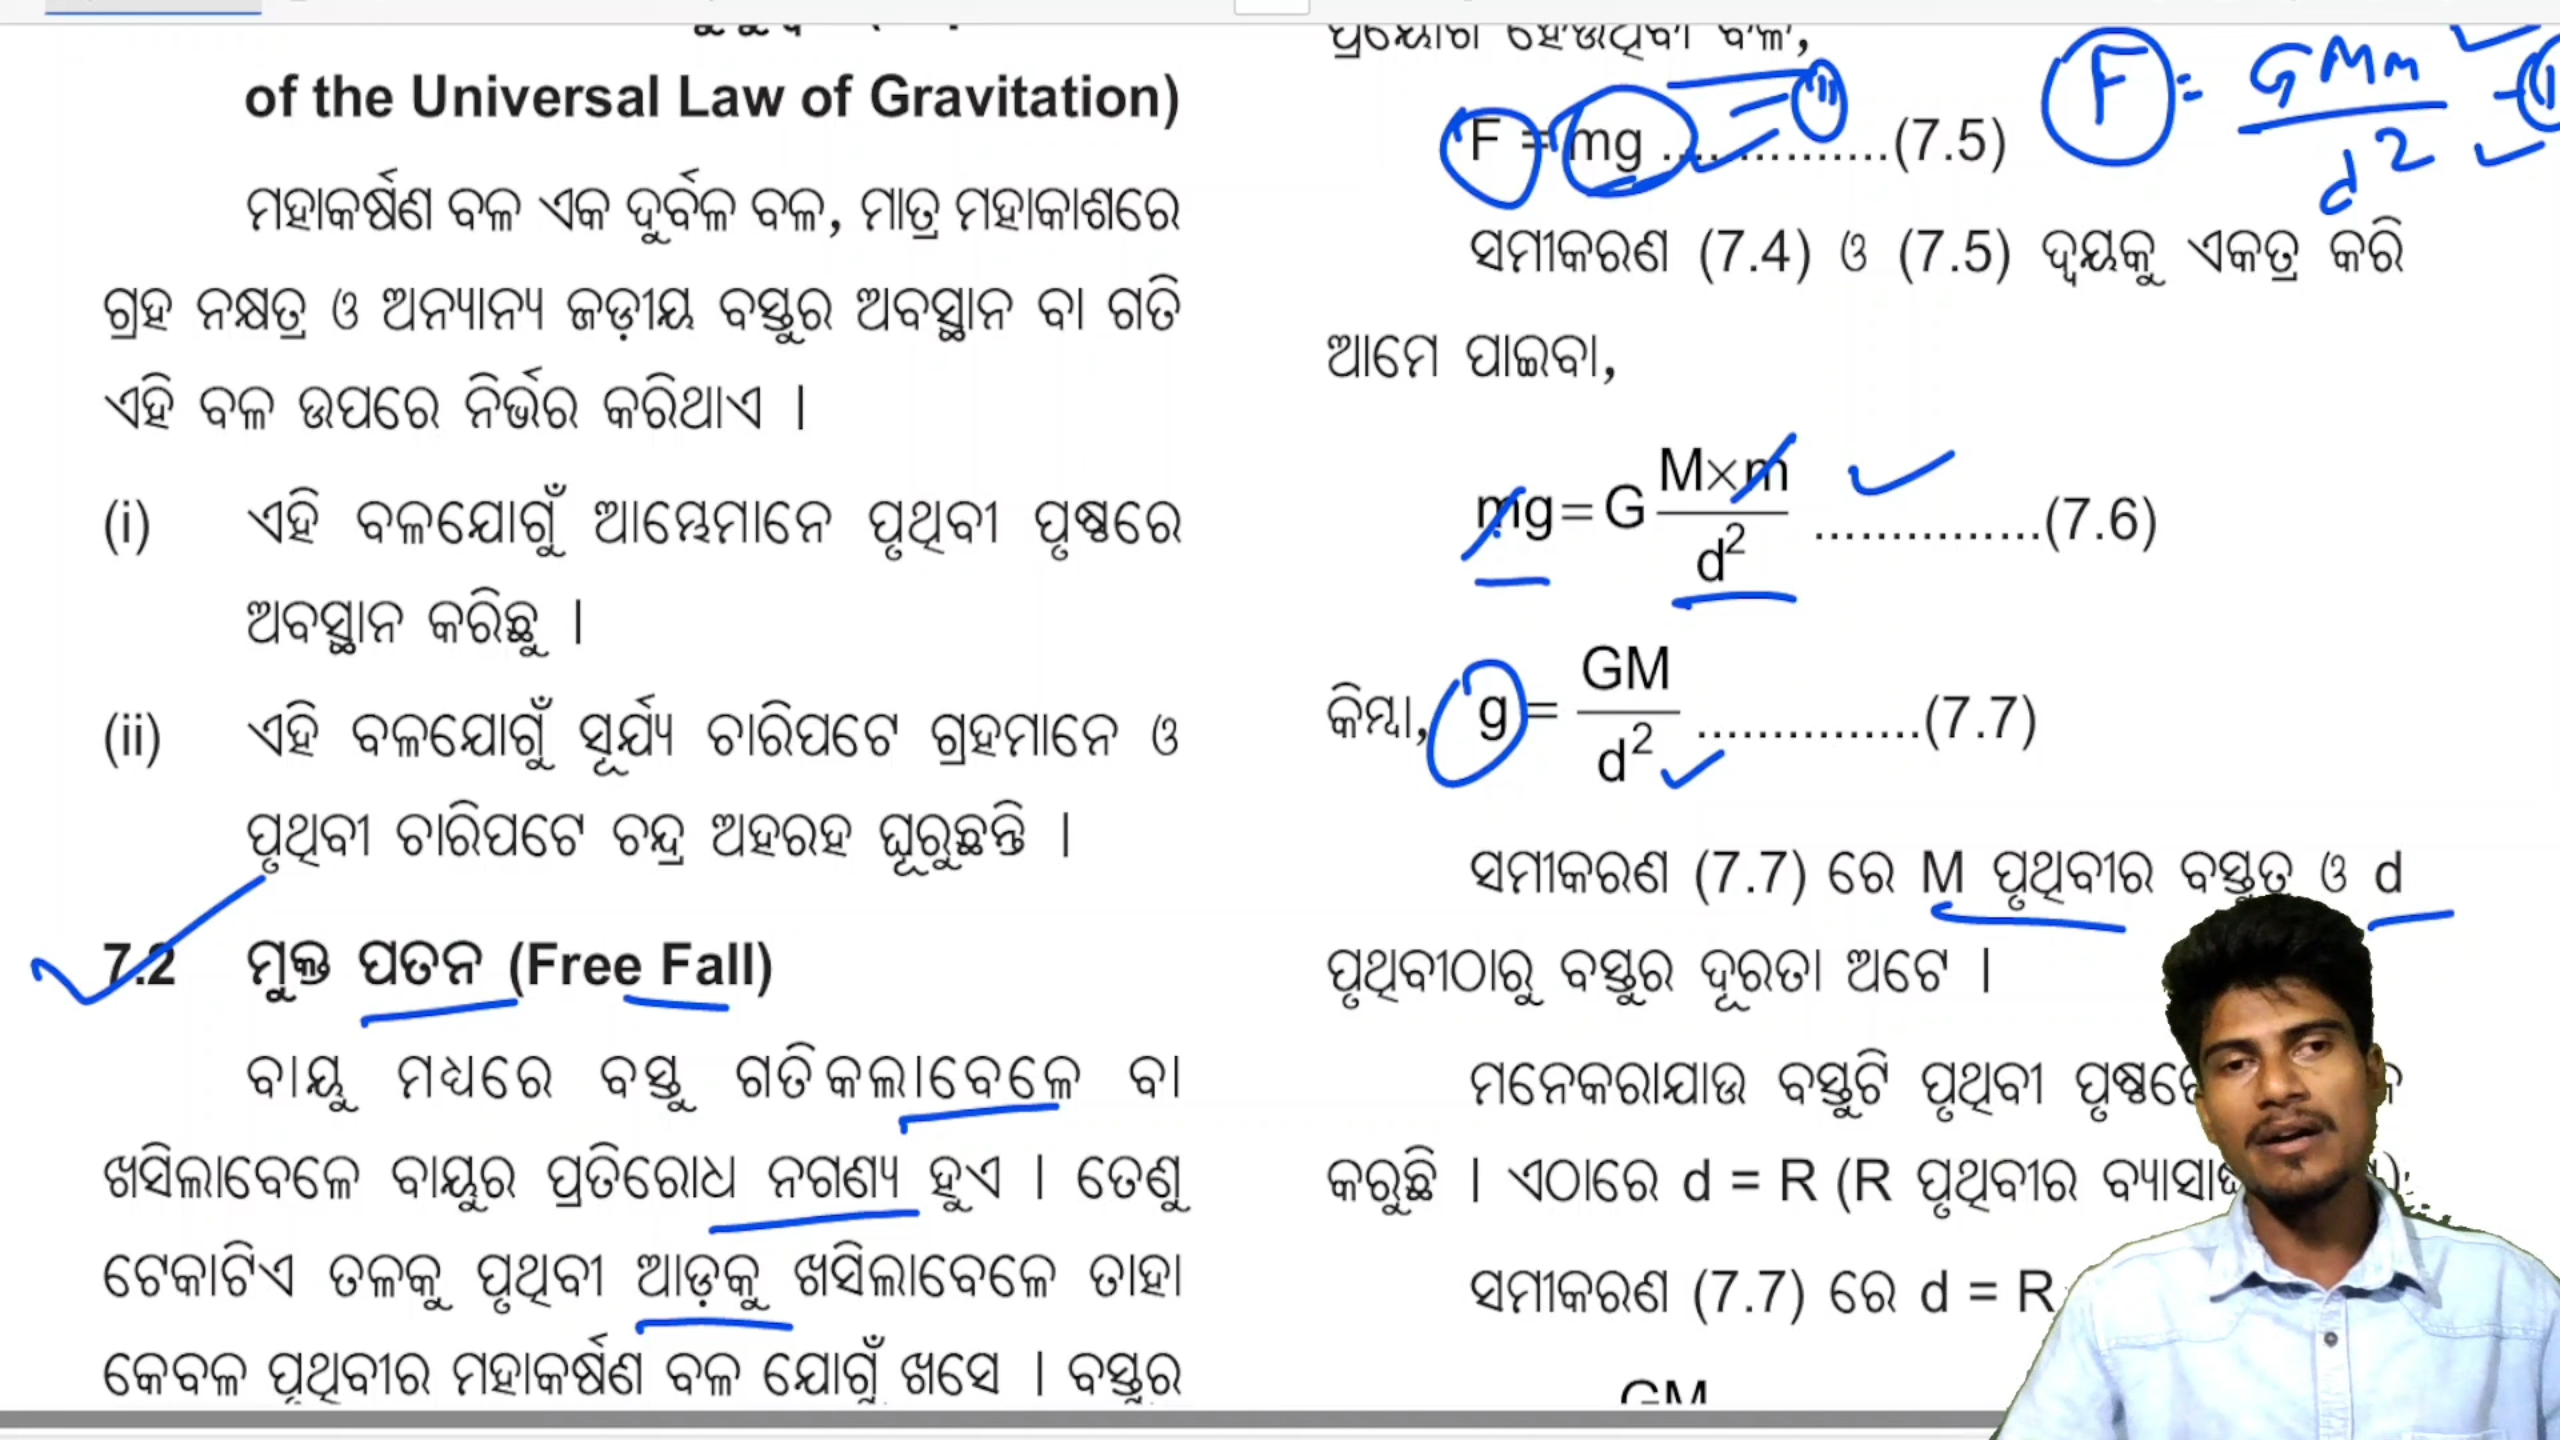 of the Universal Law of Gravitation)
ମହାକର୍ଷଣ ବଳ ଏକ ଦୁର୍ବଳ ବଳ, ମାତ୍ର ମହାକାଶରେ
ଗ୍ରହ ନକ୍ଷତ୍ର ଓ ଅନ୍ୟାନ୍ୟ ଜଡ଼ୀୟ ବସ୍ତୁର ଅବସ୍ଥାନ ବା ଗତି
ଏହି ବଳ ଉପରେ ନିର୍ଭର କରିଥାଏ ।
(i) ଏହି ବଳଯୋଗୁଁ ଆମ୍ଭେମାନେ ପୃଥିବୀ ପୃଷ୍ଠରେ
ଅବସ୍ଥାନ କରିଛୁ ।
(ii) ଏହି ବଳଯୋଗୁଁ ସୂର୍ଯ୍ୟ ଚାରିପଟେ ଗ୍ରହମାନେ ଓ
ପୃଥିବୀ ଚାରିପଟେ ଚନ୍ଦ୍ର ଅହରହ ଘୂରୁଛନ୍ତି ।
7.2 ମୁକ୍ତ ପତନ (Free Fall)
ବାୟୁ ମଧ୍ୟରେ ବସ୍ତୁ ଗତିକଲାବେଳେ ବା
ଖସିଲାବେଳେ ବାୟୁର ପ୍ରତିରୋଧ ନଗଣ୍ୟ ହୁଏ । ତେଣୁ
ଟେକାଟିଏ ତଳକୁ ପୃଥିବୀ ଆଡ଼କୁ ଖସିଲାବେଳେ ତାହା
କେବଳ ପୃଥିବୀର ମହାକର୍ଷଣ ବଳ ଯୋଗୁଁ ଖସେ । ବସ୍ତୁର
ପ୍ରୟୋଗ ହେଉଥିବା ବଳ,
F = mg ...............(7.5)
F = GMm / d2
ସମୀକରଣ (7.4) ଓ (7.5) ଦ୍ୱୟକୁ ଏକତ୍ର କରି
ଆମେ ପାଇବା,
mg = G M×m / d2 ...............(7.6)
କିମ୍ବା, g = GM / d2 ...............(7.7)
ସମୀକରଣ (7.7) ରେ M ପୃଥିବୀର ବସ୍ତୁତ୍ୱ ଓ d
ପୃଥିବୀଠାରୁ ବସ୍ତୁର ଦୂରତା ଅଟେ ।
ମନେକରାଯାଉ ବସ୍ତୁଟି ପୃଥିବୀ
କରୁଛି । ଏଠାରେ d = R (R ପୃଥିବୀର
ସମୀକରଣ (7.7) ରେ d = R
GM